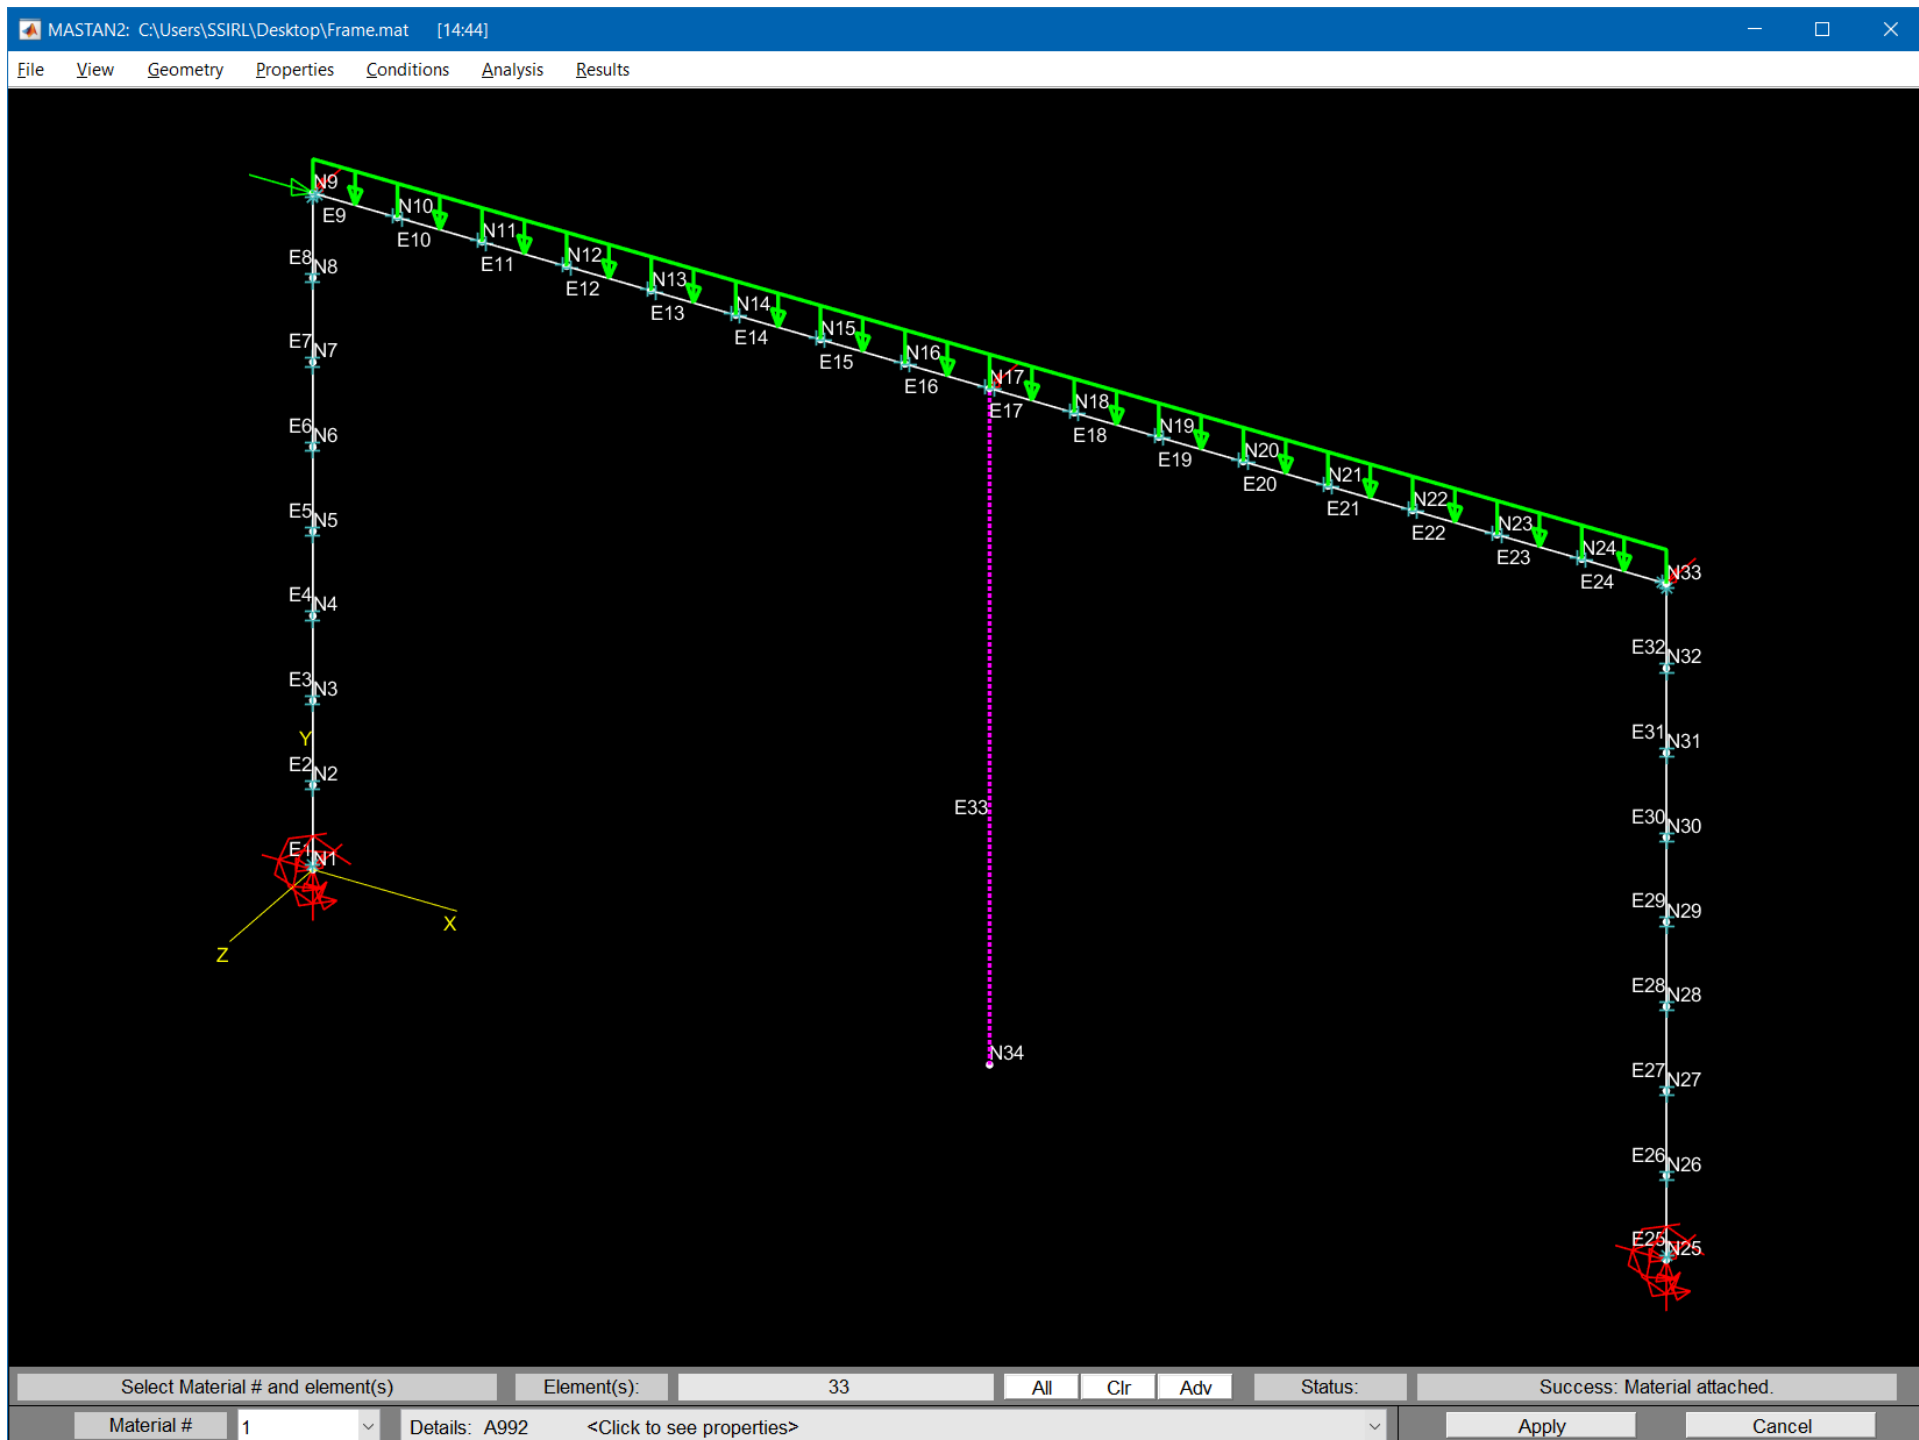 MASTAN2: C:\Users\SSIRL\Desktop\Frame.mat [14:44]
File View Geometry Properties Conditions Analysis Results
N9
E9
N10
E10
N11
E11
N12
E12
N13
E13
N14
E14
N15
E15
N16
E16
N17
E17
N18
E18
N19
E19
N20
E20
N21
E21
N22
E22
N23
E23
N24
E24
N33
E8 N8
E7 N7
E6 N6
E5 N5
E4 N4
E3 N3
Y
E2 N2
E1 N1
X
Z
E33
N34
E32 N32
E31 N31
E30 N30
E29 N29
E28 N28
E27 N27
E26 N26
E25 N25
Select Material # and element(s) Element(s): 33 All Clr Adv Status: Success: Material attached.
Material # 1 Details: A992 <Click to see properties> Apply Cancel